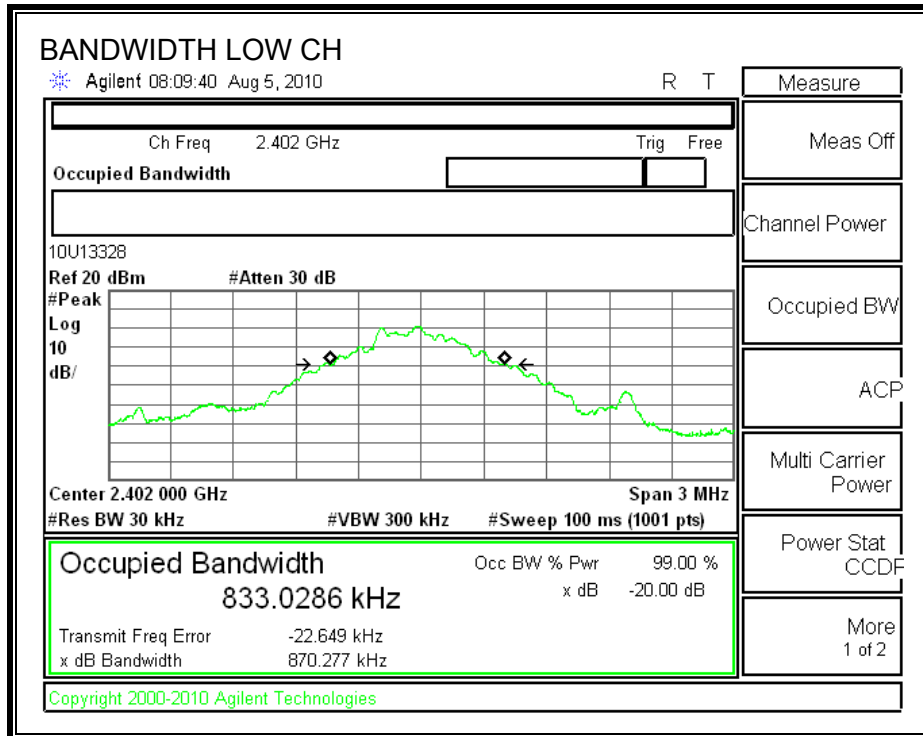 BANDWIDTH LOW CH
Agilent 08:09:40 Aug 5, 2010 R T
Measure
Ch Freq 2.402 GHz Trig Free
Meas Off
Occupied Bandwidth
Channel Power
10U13328
Ref 20 dBm #Atten 30 dB
#Peak
Log
10
dB/
Occupied BW
ACP
Multi Carrier
Power
Center 2.402 000 GHz Span 3 MHz
#Res BW 30 kHz #VBW 300 kHz #Sweep 100 ms (1001 pts)
Power Stat
CCDF
Occupied Bandwidth Occ BW % Pwr 99.00 %
833.0286 kHz x dB -20.00 dB
Transmit Freq Error -22.649 kHz
x dB Bandwidth 870.277 kHz
More
1 of 2
Copyright 2000-2010 Agilent Technologies